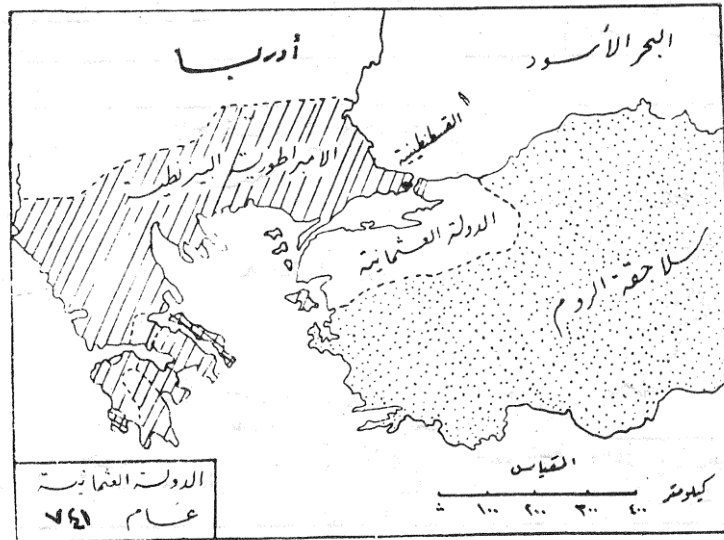 أوربا
البحر الأسود
القسطنطينية
الامبراطورية البيزنطية
الدولة العثمانية
سلاجقة الروم
المقياس
كيلومتر
١٠٠ ٢٠٠ ٣٠٠ ٤٠٠
الدولة العثمانية
عام ٧٤١